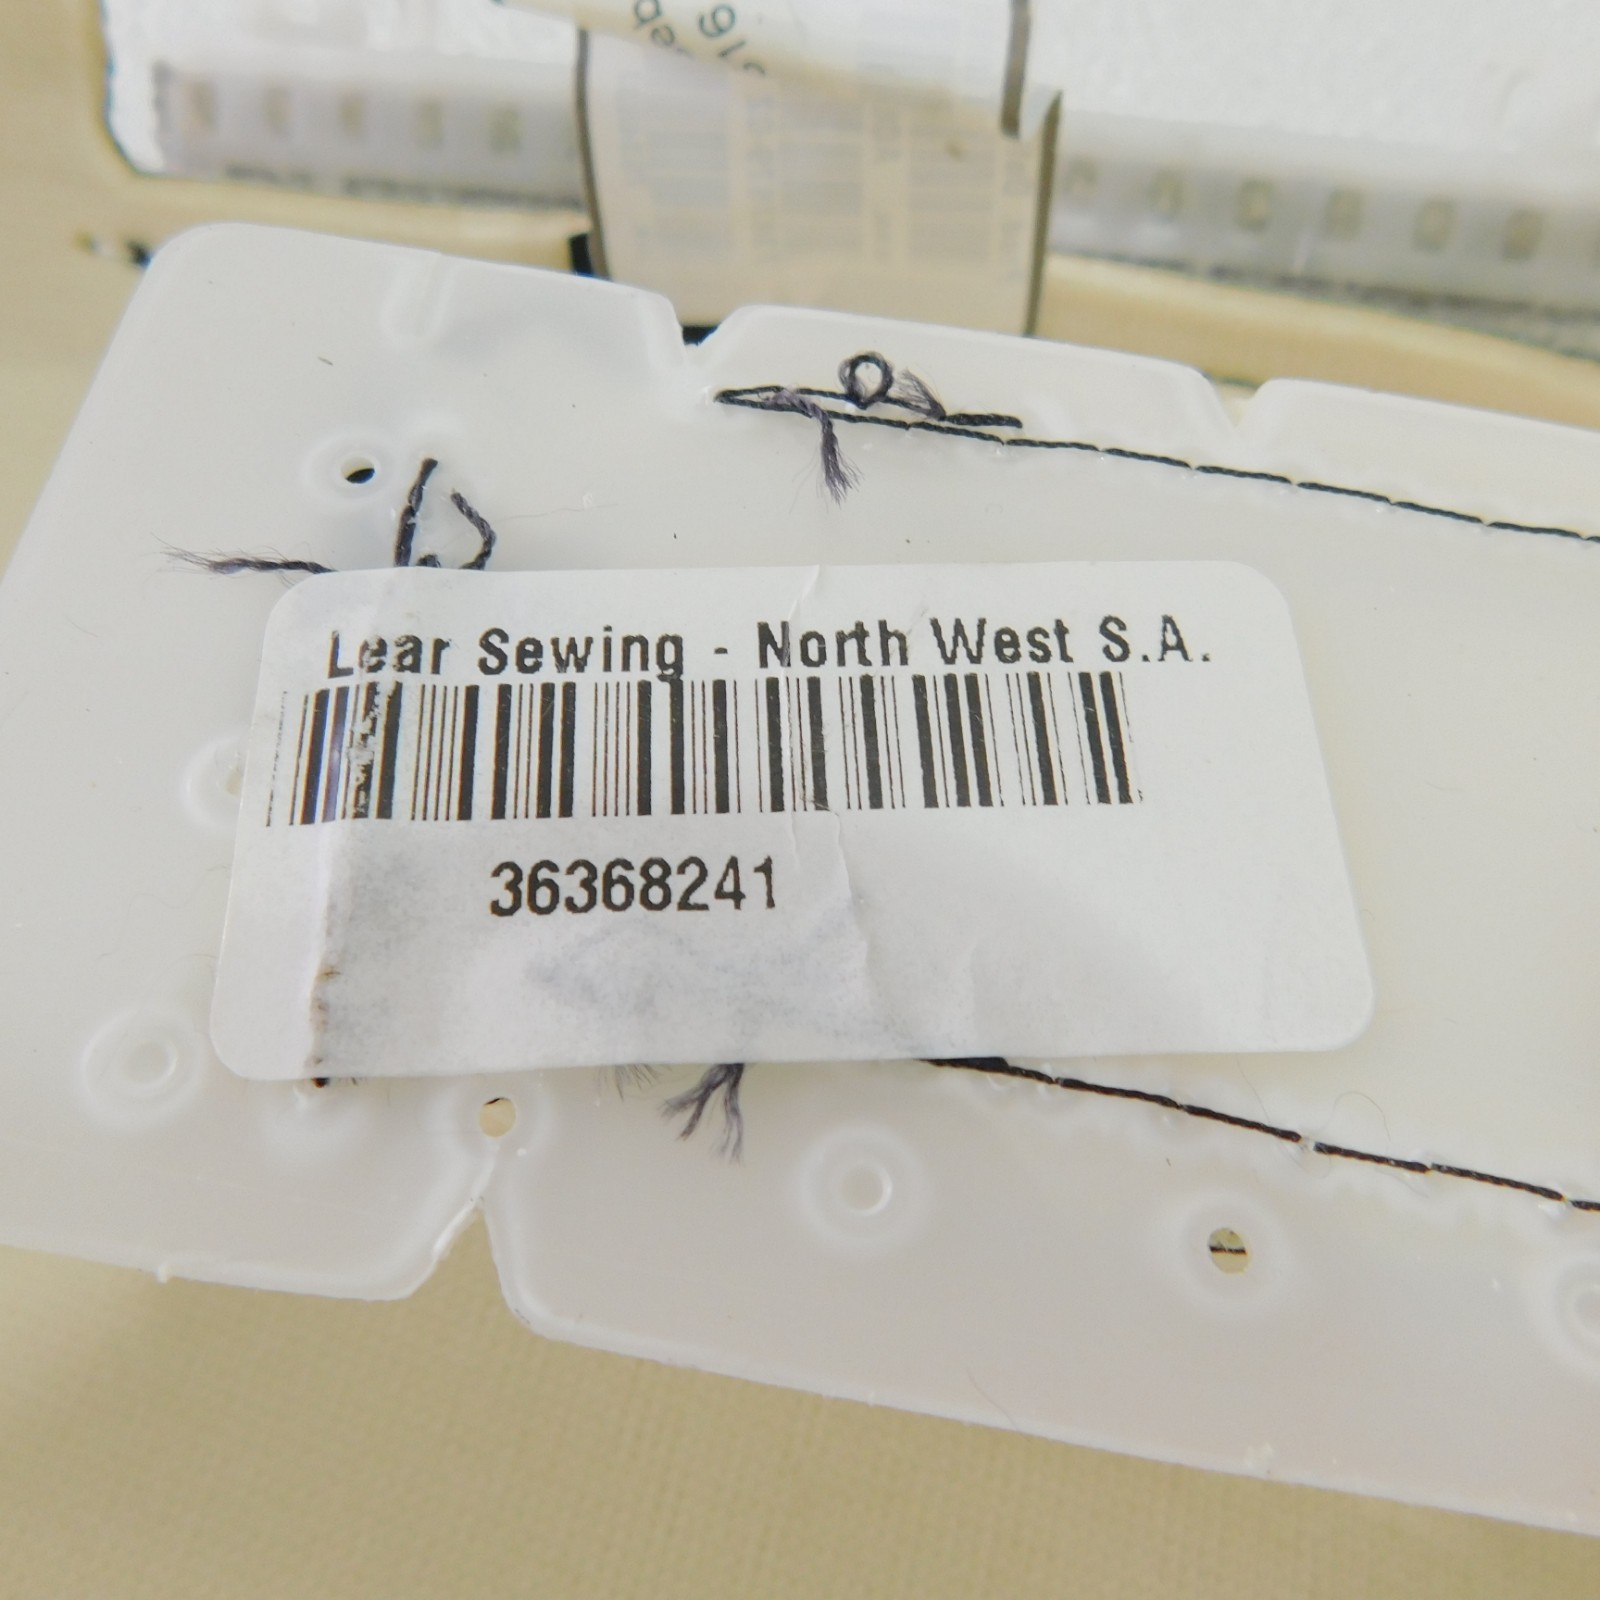 Lear Sewing - North West S.A.
36368241